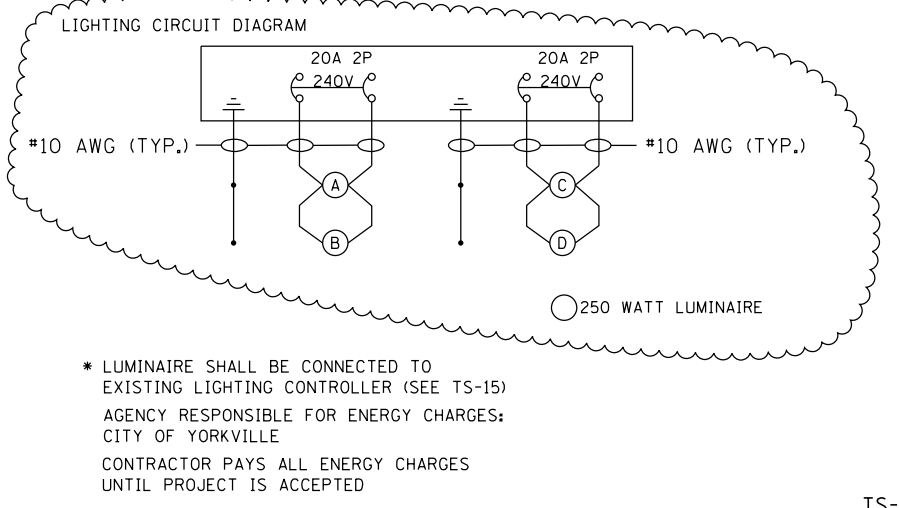 LIGHTING CIRCUIT DIAGRAM
20A 2P
240V
20A 2P
240V
#10 AWG (TYP.)
#10 AWG (TYP.)
A
C
B
D
250 WATT LUMINAIRE
* LUMINAIRE SHALL BE CONNECTED TO
EXISTING LIGHTING CONTROLLER (SEE TS-15)
AGENCY RESPONSIBLE FOR ENERGY CHARGES:
CITY OF YORKVILLE
CONTRACTOR PAYS ALL ENERGY CHARGES
UNTIL PROJECT IS ACCEPTED